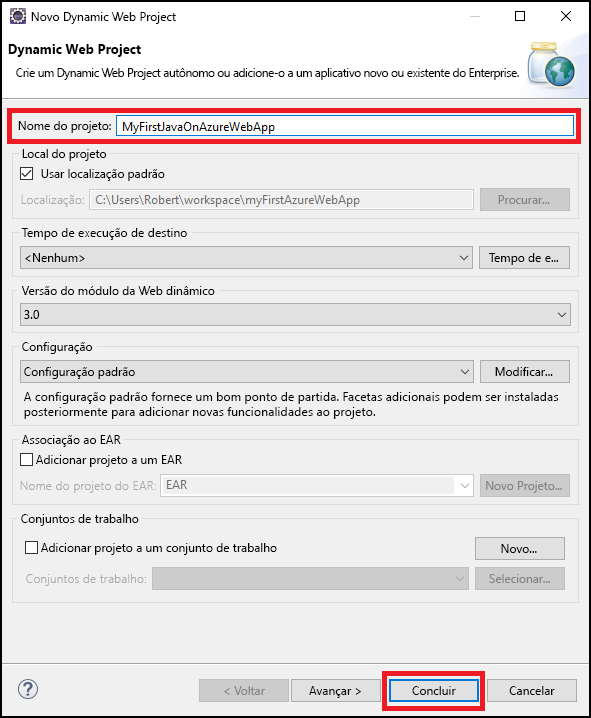 Novo Dynamic Web Project
Dynamic Web Project
Crie um Dynamic Web Project autônomo ou adicione-o a um aplicativo novo ou existente do Enterprise.
Nome do projeto: MyFirstJavaOnAzureWebApp
Local do projeto
Usar localização padrão
Localização: C:\Users\Robert\workspace\myFirstAzureWebApp Procurar...
Tempo de execução de destino
<Nenhum> Tempo de e...
Versão do módulo da Web dinâmico
3.0
Configuração
Configuração padrão Modificar...
A configuração padrão fornece um bom ponto de partida. Facetas adicionais podem ser instaladas
posteriormente para adicionar novas funcionalidades ao projeto.
Associação ao EAR
Adicionar projeto a um EAR
Nome do projeto do EAR: EAR Novo Projeto...
Conjuntos de trabalho
Adicionar projeto a um conjunto de trabalho Novo...
Conjuntos de trabalho: Selecionar...
? < Voltar Avançar > Concluir Cancelar